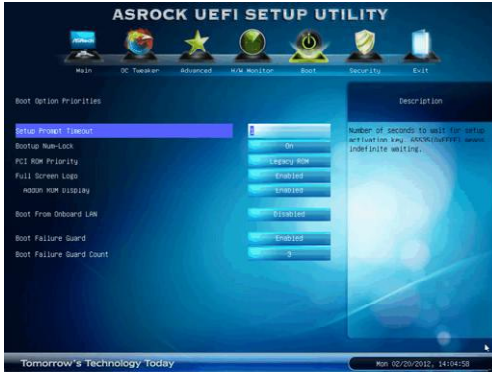 ASROCK UEFI SETUP UTILITY
Main
OC Tweaker
Advanced
H/W Monitor
Boot
Security
Exit
Boot Option Priorities
Description
Setup Prompt Timeout
Number of seconds to wait for setup
activation key. 65535(0xFFFF) means
indefinite waiting.
Bootup Num-Lock
On
PCI ROM Priority
Legacy ROM
Full Screen Logo
Enabled
AddOn ROM Display
Enabled
Boot From Onboard LAN
Disabled
Boot Failure Guard
Enabled
Boot Failure Guard Count
3
Tomorrow's Technology Today
Mon 02/20/2012, 14:04:58